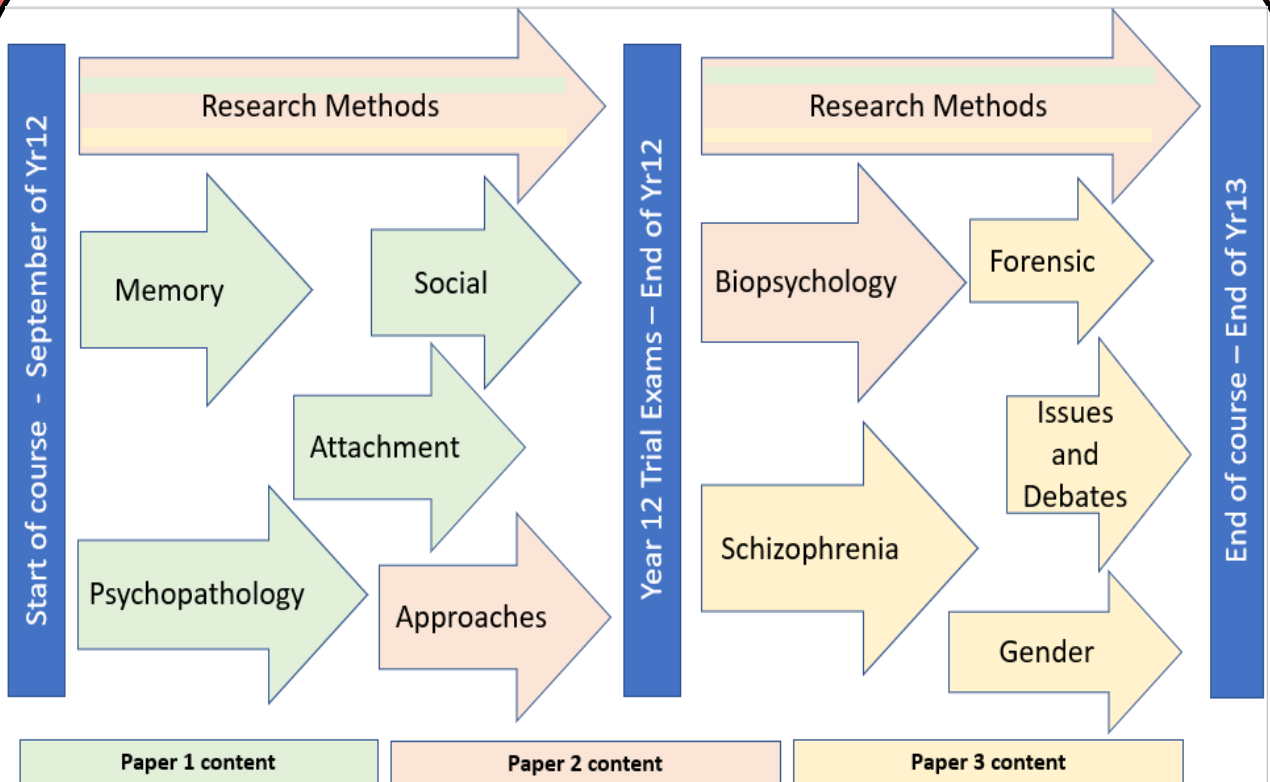 Start of course - September of Yr12
Research Methods
Memory
Social
Attachment
Psychopathology
Approaches
Year 12 Trial Exams – End of Yr12
Research Methods
Biopsychology
Forensic
Issues
and
Debates
Schizophrenia
Gender
End of course – End of Yr13
Paper 1 content
Paper 2 content
Paper 3 content